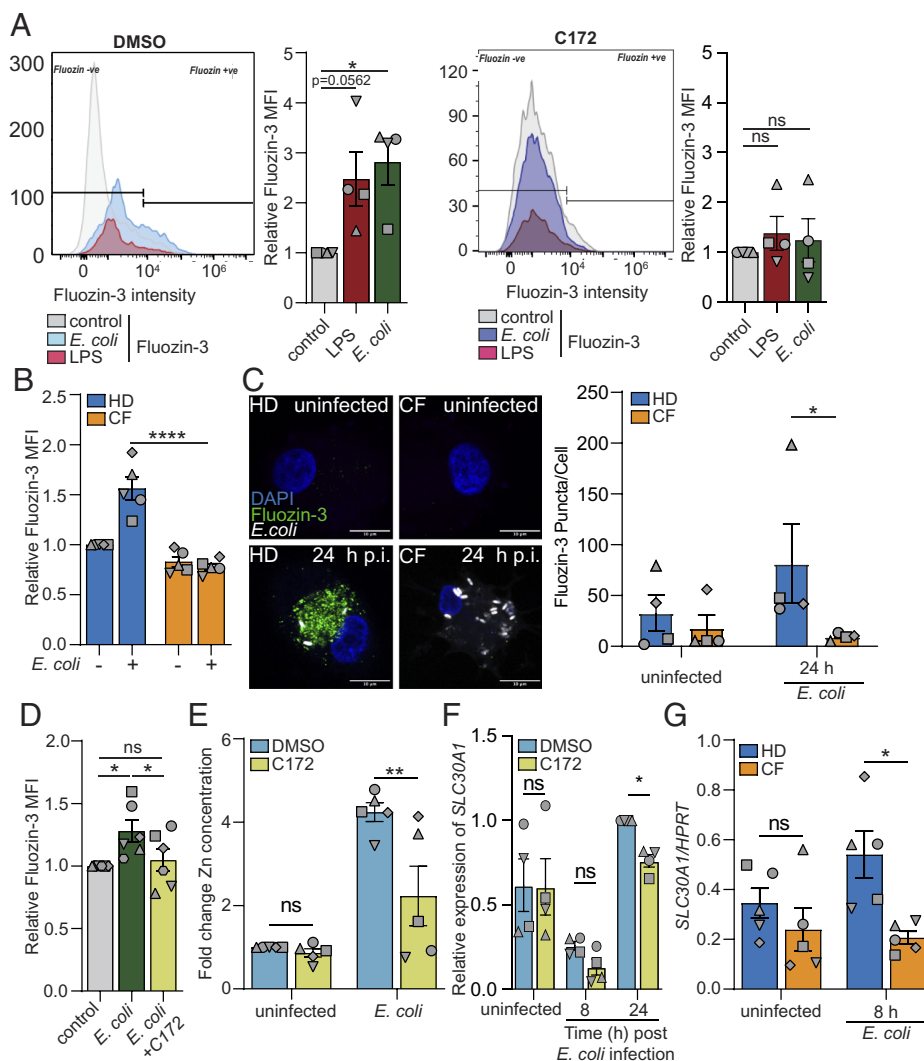 A
DMSO
Fluozin -ve
Fluozin +ve
300
200
100
0
0
10⁴
10⁶
Fluozin-3 intensity
control
E. coli
LPS
Fluozin-3
Relative Fluozin-3 MFI
5
4
3
2
1
0
p=0.0562
*
control
LPS
E. coli
C172
Fluozin -ve
Fluozin +ve
120
90
60
30
0
0
10⁴
10⁶
Fluozin-3 intensity
control
E. coli
LPS
Fluozin-3
Relative Fluozin-3 MFI
5
4
3
2
1
0
ns
ns
control
LPS
E. coli
B
HD
CF
Relative Fluozin-3 MFI
2.5
2.0
1.5
1.0
0.5
0.0
****
E. coli
- + - +
C
HD uninfected
CF uninfected
DAPI
Fluozin-3
E.coli
10 µm
10 µm
HD 24 h p.i.
CF 24 h p.i.
10 µm
10 µm
HD
CF
Fluozin-3 Puncta/Cell
250
200
150
100
50
0
*
uninfected
24 h
E. coli
D
Relative Fluozin-3 MFI
2.0
1.5
1.0
0.5
0.0
ns
* *
control
E. coli
E. coli
+C172
E
DMSO
C172
Fold change Zn concentration
6
4
2
0
ns
**
uninfected
E. coli
F
DMSO
C172
Relative expression of SLC30A1
1.5
1.0
0.5
0.0
ns
ns
*
uninfected
8
24
Time (h) post
E. coli infection
G
HD
CF
SLC30A1/HPRT
1.0
0.8
0.6
0.4
0.2
0.0
ns
*
uninfected
8 h
E. coli